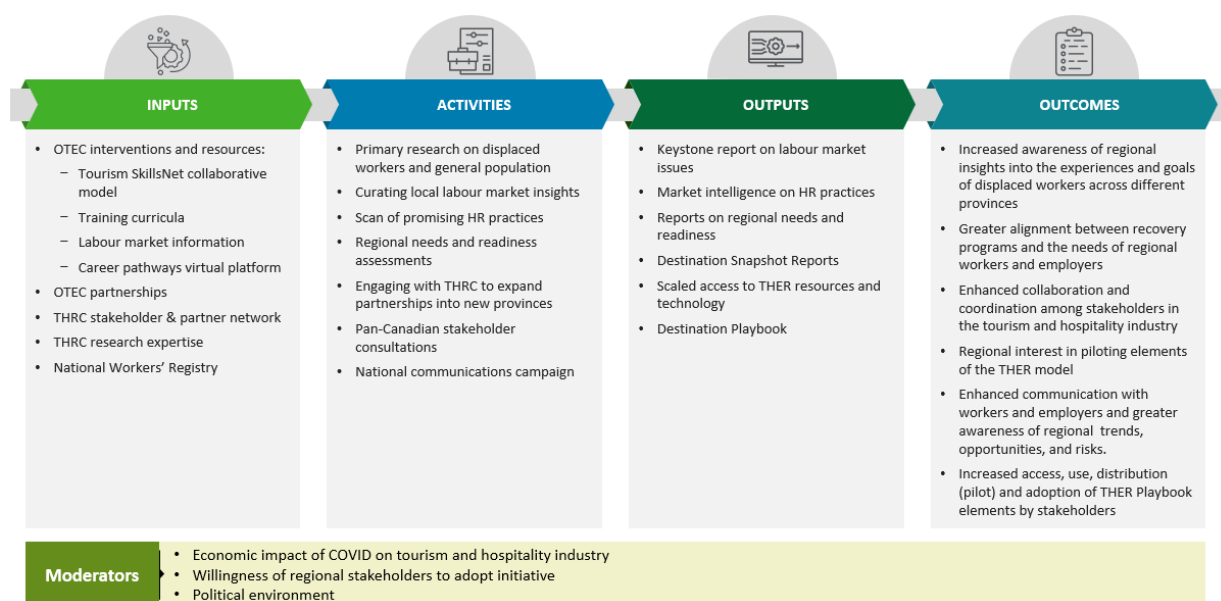 INPUTS
• OTEC interventions and resources:
– Tourism SkillsNet collaborative
model
– Training curricula
– Labour market information
– Career pathways virtual platform
• OTEC partnerships
• THRC stakeholder & partner network
• THRC research expertise
• National Workers’ Registry
ACTIVITIES
• Primary research on displaced
workers and general population
• Curating local labour market insights
• Scan of promising HR practices
• Regional needs and readiness
assessments
• Engaging with THRC to expand
partnerships into new provinces
• Pan-Canadian stakeholder
consultations
• National communications campaign
OUTPUTS
• Keystone report on labour market
issues
• Market intelligence on HR practices
• Reports on regional needs and
readiness
• Destination Snapshot Reports
• Scaled access to THER resources and
technology
• Destination Playbook
OUTCOMES
• Increased awareness of regional
insights into the experiences and goals
of displaced workers across different
provinces
• Greater alignment between recovery
programs and the needs of regional
workers and employers
• Enhanced collaboration and
coordination among stakeholders in
the tourism and hospitality industry
• Regional interest in piloting elements
of the THER model
• Enhanced communication with
workers and employers and greater
awareness of regional trends,
opportunities, and risks.
• Increased access, use, distribution
(pilot) and adoption of THER Playbook
elements by stakeholders
Moderators
• Economic impact of COVID on tourism and hospitality industry
• Willingness of regional stakeholders to adopt initiative
• Political environment